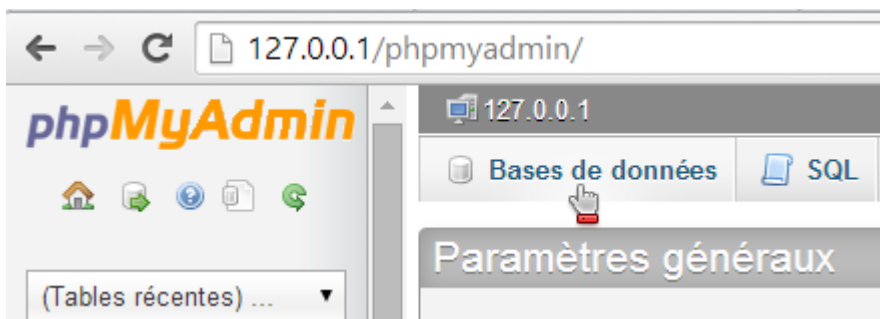 127.0.0.1/phpmyadmin/
phpMyAdmin
127.0.0.1
Bases de données
SQL
Paramètres généraux
(Tables récentes) ...